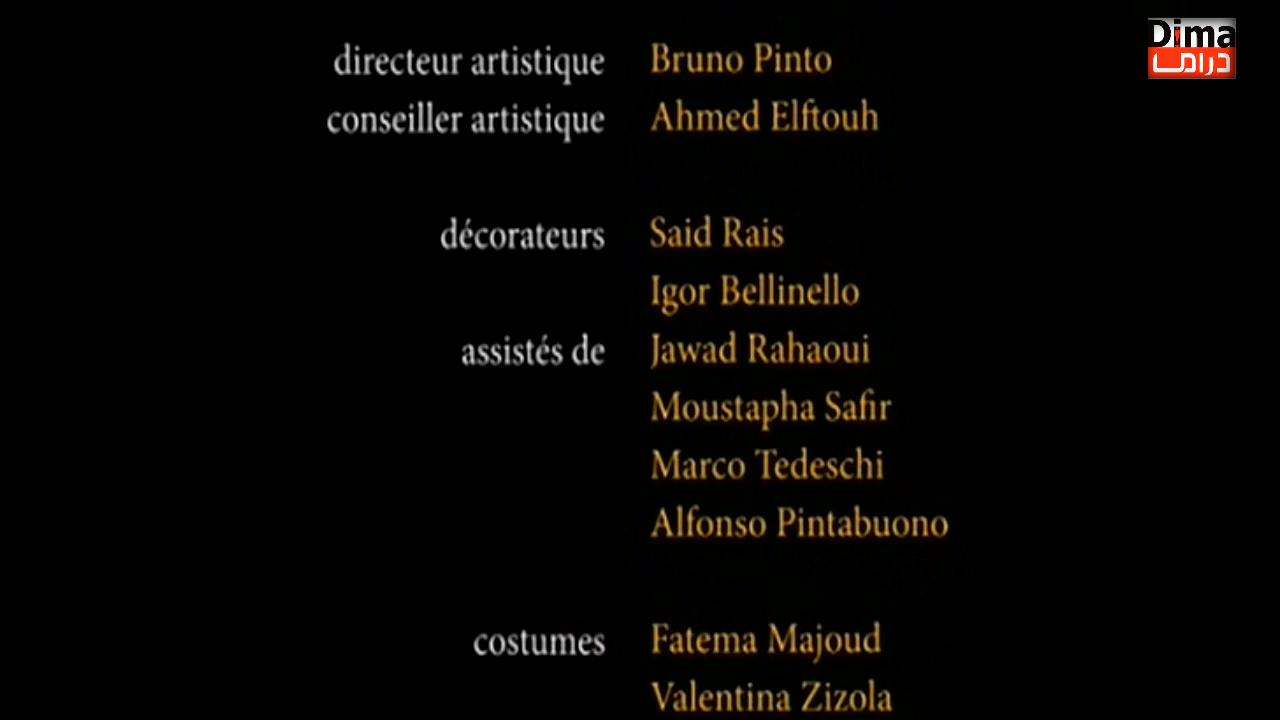 Dima
دراما
directeur artistique Bruno Pinto
conseiller artistique Ahmed Elftouh
décorateurs Said Rais
Igor Bellinello
assistés de Jawad Rahaoui
Moustapha Safir
Marco Tedeschi
Alfonso Pintabuono
costumes Fatema Majoud
Valentina Zizola